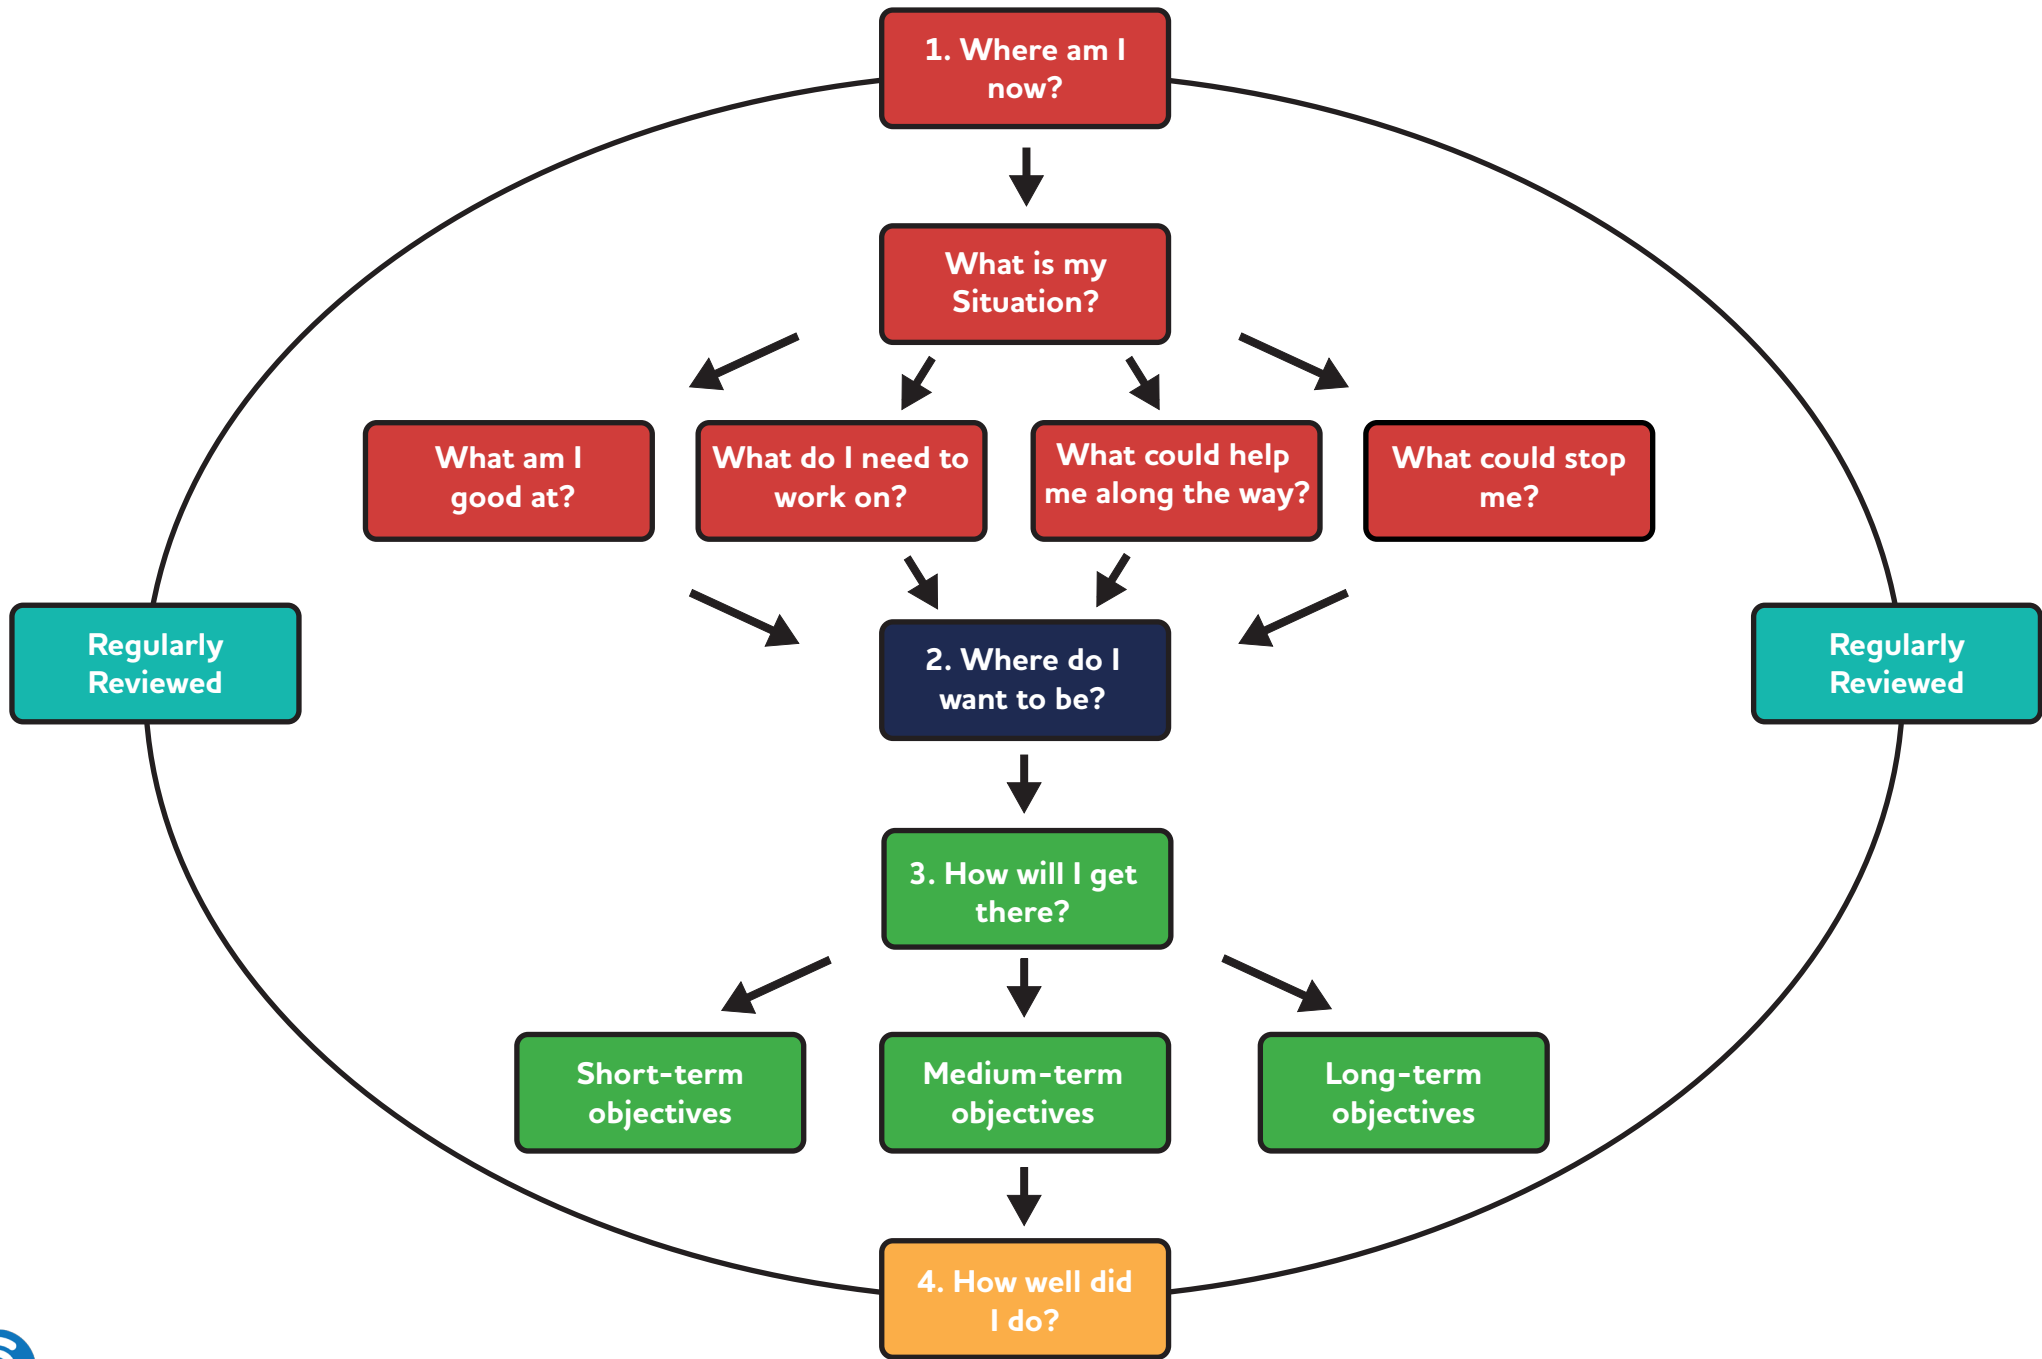 1. Where am I
now?
What is my
Situation?
What am I
good at?
What do I need to
work on?
What could help
me along the way?
What could stop
me?
Regularly
Reviewed
2. Where do I
want to be?
Regularly
Reviewed
3. How will I get
there?
Short-term
objectives
Medium-term
objectives
Long-term
objectives
4. How well did
I do?